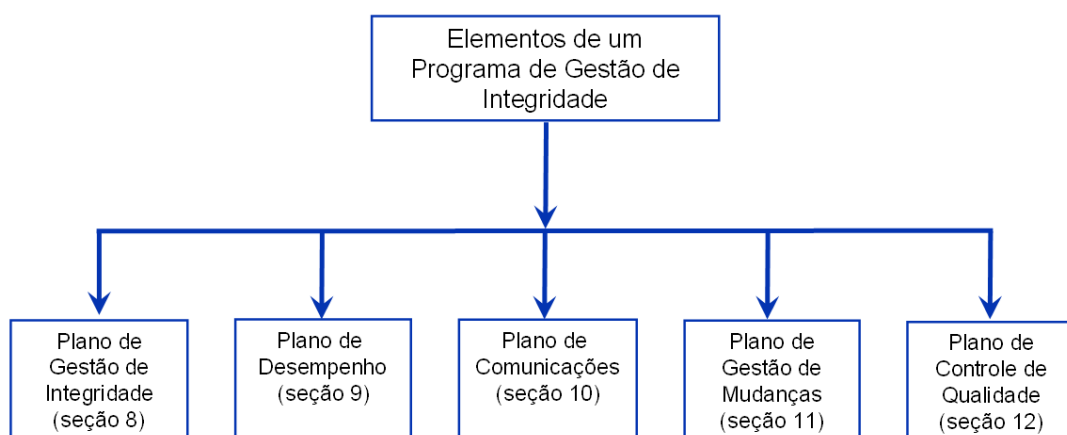 Elementos de um
Programa de Gestão de
Integridade
Plano de
Gestão de
Integridade
(seção 8)
Plano de
Desempenho
(seção 9)
Plano de
Comunicações
(seção 10)
Plano de
Gestão de
Mudanças
(seção 11)
Plano de
Controle de
Qualidade
(seção 12)